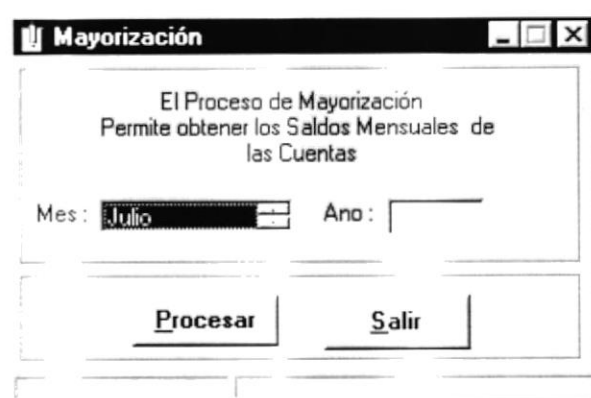 Mayorización
El Proceso de Mayorización
Permite obtener los Saldos Mensuales de
las Cuentas
Mes: Julio Ano:
Procesar Salir